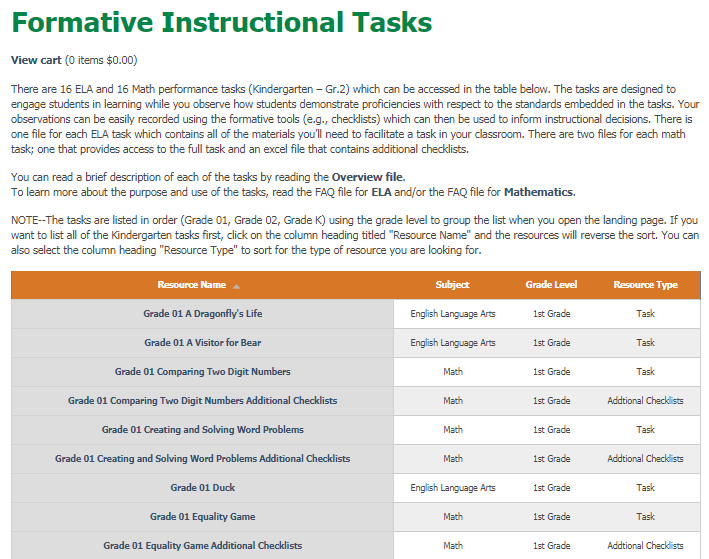 Formative Instructional Tasks
View cart (0 items $0.00)
There are 16 ELA and 16 Math performance tasks (Kindergarten – Gr.2) which can be accessed in the table below. The tasks are designed to
engage students in learning while you observe how students demonstrate proficiencies with respect to the standards embedded in the tasks. Your
observations can be easily recorded using the formative tools (e.g., checklists) which can then be used to inform instructional decisions. There is
one file for each ELA task which contains all of the materials you'll need to facilitate a task in your classroom. There are two files for each math
task; one that provides access to the full task and an excel file that contains additional checklists.
You can read a brief description of each of the tasks by reading the Overview file.
To learn more about the purpose and use of the tasks, read the FAQ file for ELA and/or the FAQ file for Mathematics.
NOTE--The tasks are listed in order (Grade 01, Grade 02, Grade K) using the grade level to group the list when you open the landing page. If you
want to list all of the Kindergarten tasks first, click on the column heading titled "Resource Name" and the resources will reverse the sort. You can
also select the column heading "Resource Type" to sort for the type of resource you are looking for.
Resource Name Subject Grade Level Resource Type
Grade 01 A Dragonfly's Life English Language Arts 1st Grade Task
Grade 01 A Visitor for Bear English Language Arts 1st Grade Task
Grade 01 Comparing Two Digit Numbers Math 1st Grade Task
Grade 01 Comparing Two Digit Numbers Additional Checklists Math 1st Grade Addtional Checklists
Grade 01 Creating and Solving Word Problems Math 1st Grade Task
Grade 01 Creating and Solving Word Problems Additional Checklists Math 1st Grade Addtional Checklists
Grade 01 Duck English Language Arts 1st Grade Task
Grade 01 Equality Game Math 1st Grade Task
Grade 01 Equality Game Additional Checklists Math 1st Grade Addtional Checklists